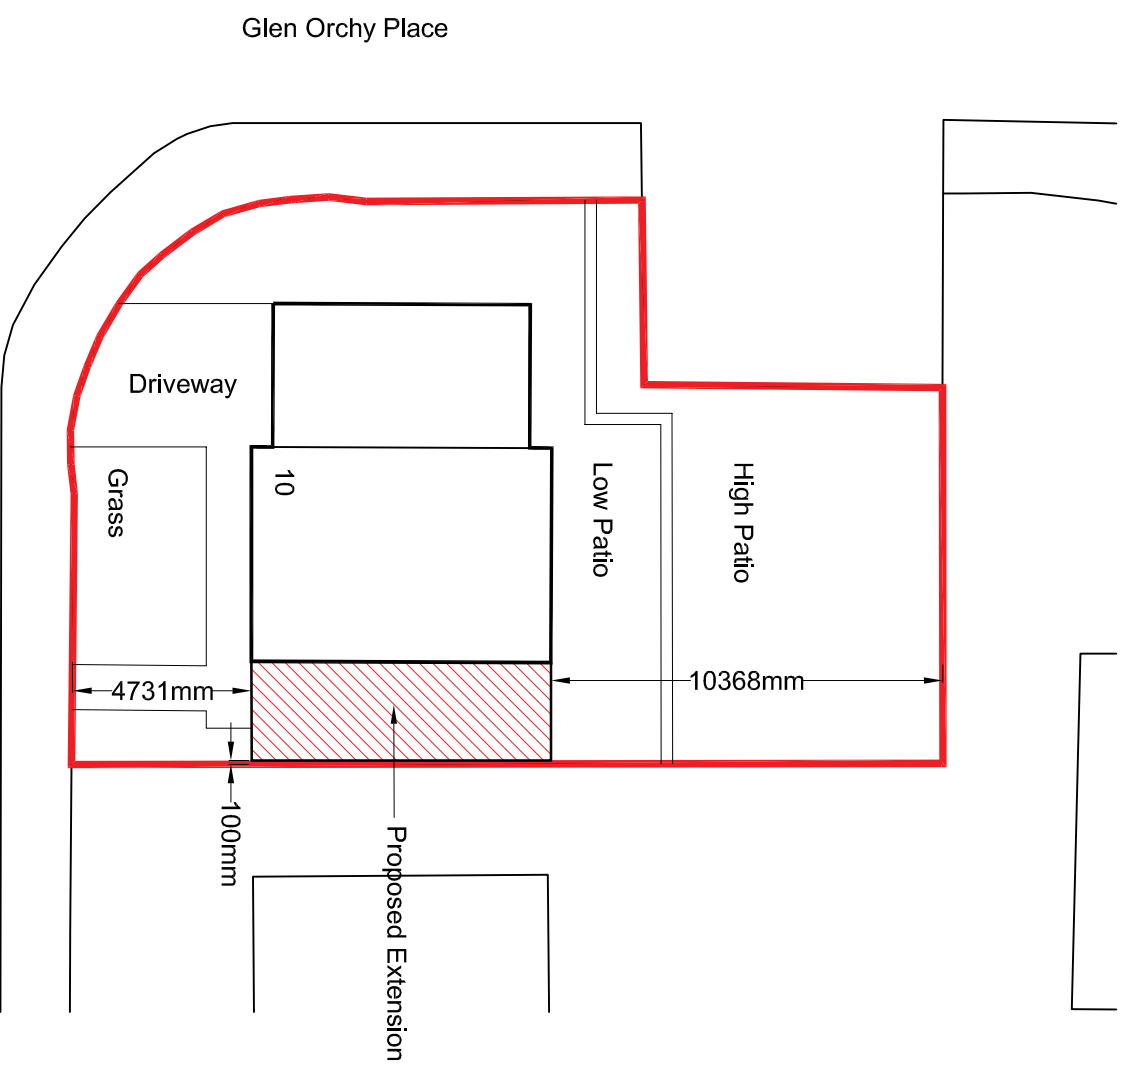 Glen Orchy Place
Driveway
Grass
10
Low Patio
High Patio
4731mm
10368mm
100mm
Proposed Extension